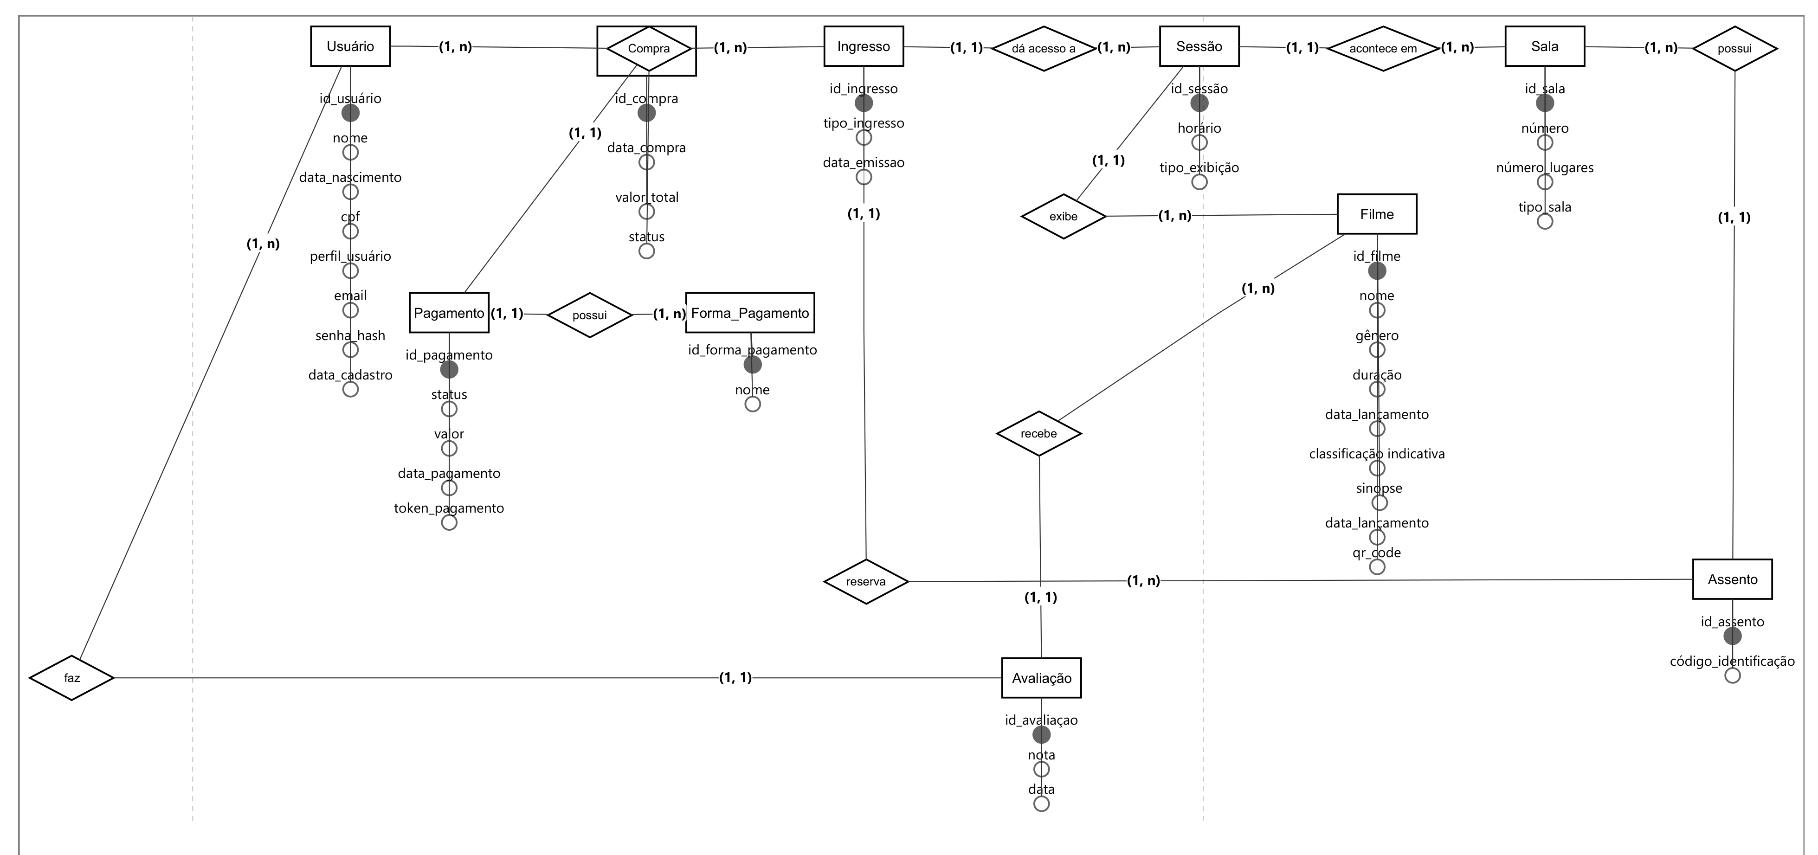 Usuário
(1, n)
Compra
(1, n)
Ingresso
(1, 1)
dá acesso a
(1, n)
Sessão
(1, 1)
acontece em
(1, n)
Sala
(1, n)
possui
id_usuário
nome
data_nascimento
cpf
perfil_usuário
email
senha_hash
data_cadastro
(1, n)
id_compra
data_compra
valor_total
status
(1, 1)
id_ingresso
tipo_ingresso
data_emissao
(1, 1)
id_sessão
horário
tipo_exibição
(1, 1)
exibe
(1, n)
Filme
id_sala
número
número_lugares
tipo_sala
(1, 1)
id_filme
nome
gênero
duração
data_lançamento
classificação indicativa
sinopse
data_lançamento
qr_code
(1, n)
recebe
Pagamento
(1, 1)
possui
(1, n)
Forma_Pagamento
id_pagamento
status
valor
data_pagamento
token_pagamento
id_forma_pagamento
nome
reserva
(1, n)
Assento
(1, 1)
id_assento
código_identificação
faz
(1, 1)
Avaliação
id_avaliaçao
nota
data